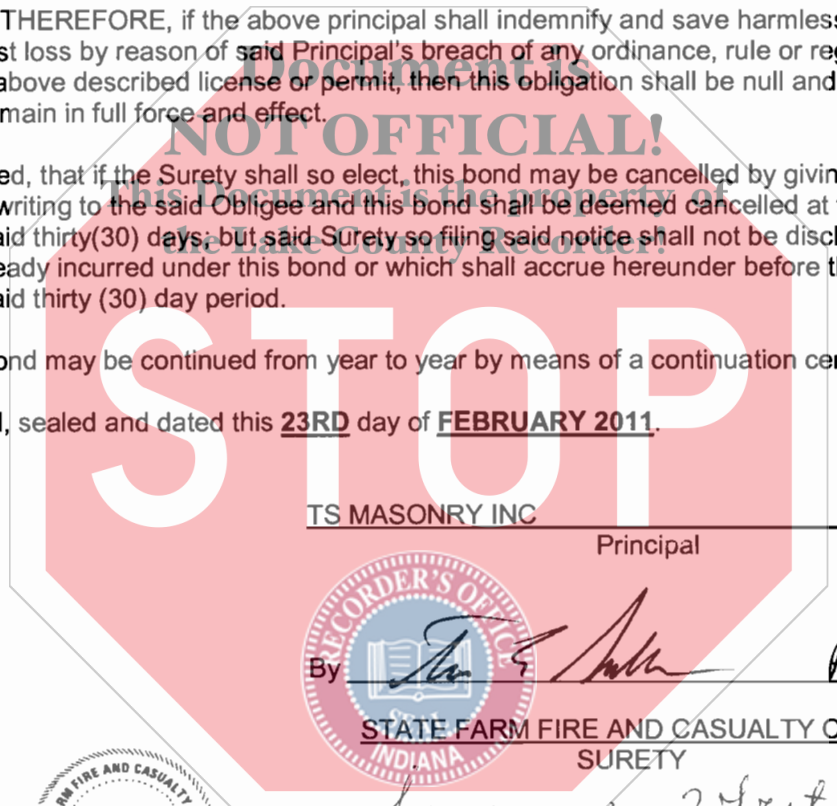 THEREFORE, if the above principal shall indemnify and save harmless
st loss by reason of said Principal's breach of any ordinance, rule or re
Document is
above described license or permit, then this obligation shall be null and
main in full force and effect.
NOT OFFICIAL!
ed, that if the Surety shall so elect, this bond may be cancelled by givin
This Document is the property of
writing to the said Obligee and this bond shall be deemed cancelled at
aid thirty(30) days; but said Surety so filing said notice shall not be disc
the Lake County Recorder!
eady incurred under this bond or which shall accrue hereunder before t
aid thirty (30) day period.
STOP
ond may be continued from year to year by means of a continuation ce
, sealed and dated this 23RD day of FEBRUARY 2011.
TS MASONRY INC
Principal
RECORDER'S OFFICE
By
SEAL
STATE FARM FIRE AND CASUALTY C
INDIANA
SURETY
FIRE AND CASUALTY